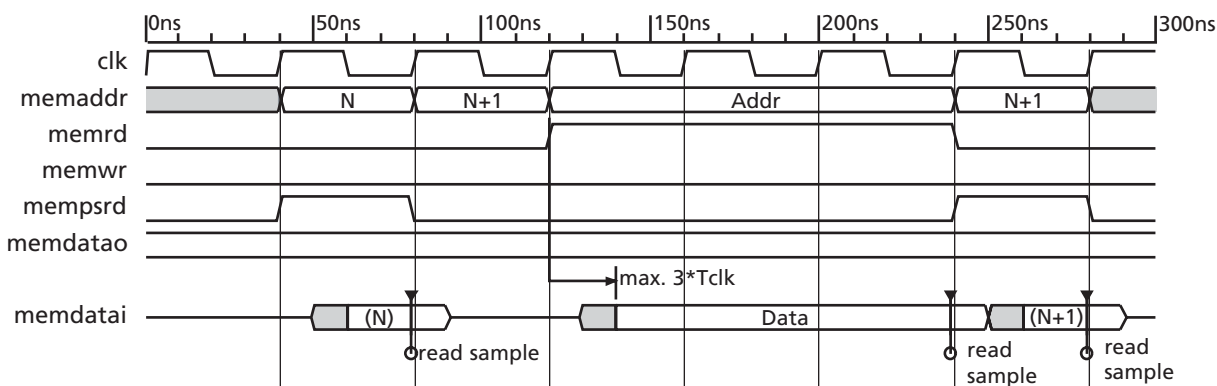 0ns 50ns 100ns 150ns 200ns 250ns 300ns
clk
memaddr N N+1 Addr N+1
memrd
memwr
mempsrd
memdatao
max. 3*Tclk
memdatai (N) Data (N+1)
read sample read sample read sample